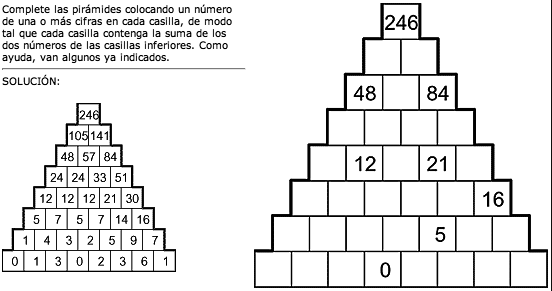 Complete las pirámides colocando un número
de una o más cifras en cada casilla, de modo
tal que cada casilla contenga la suma de los
dos números de las casillas inferiores. Como
ayuda, van algunos ya indicados.
SOLUCIÓN:
246
105 141
48 57 84
24 24 33 51
12 12 12 21 30
5 7 5 7 14 16
1 4 3 2 5 9 7
0 1 3 0 2 3 6 1
246
48 84
12 21
16
5
0